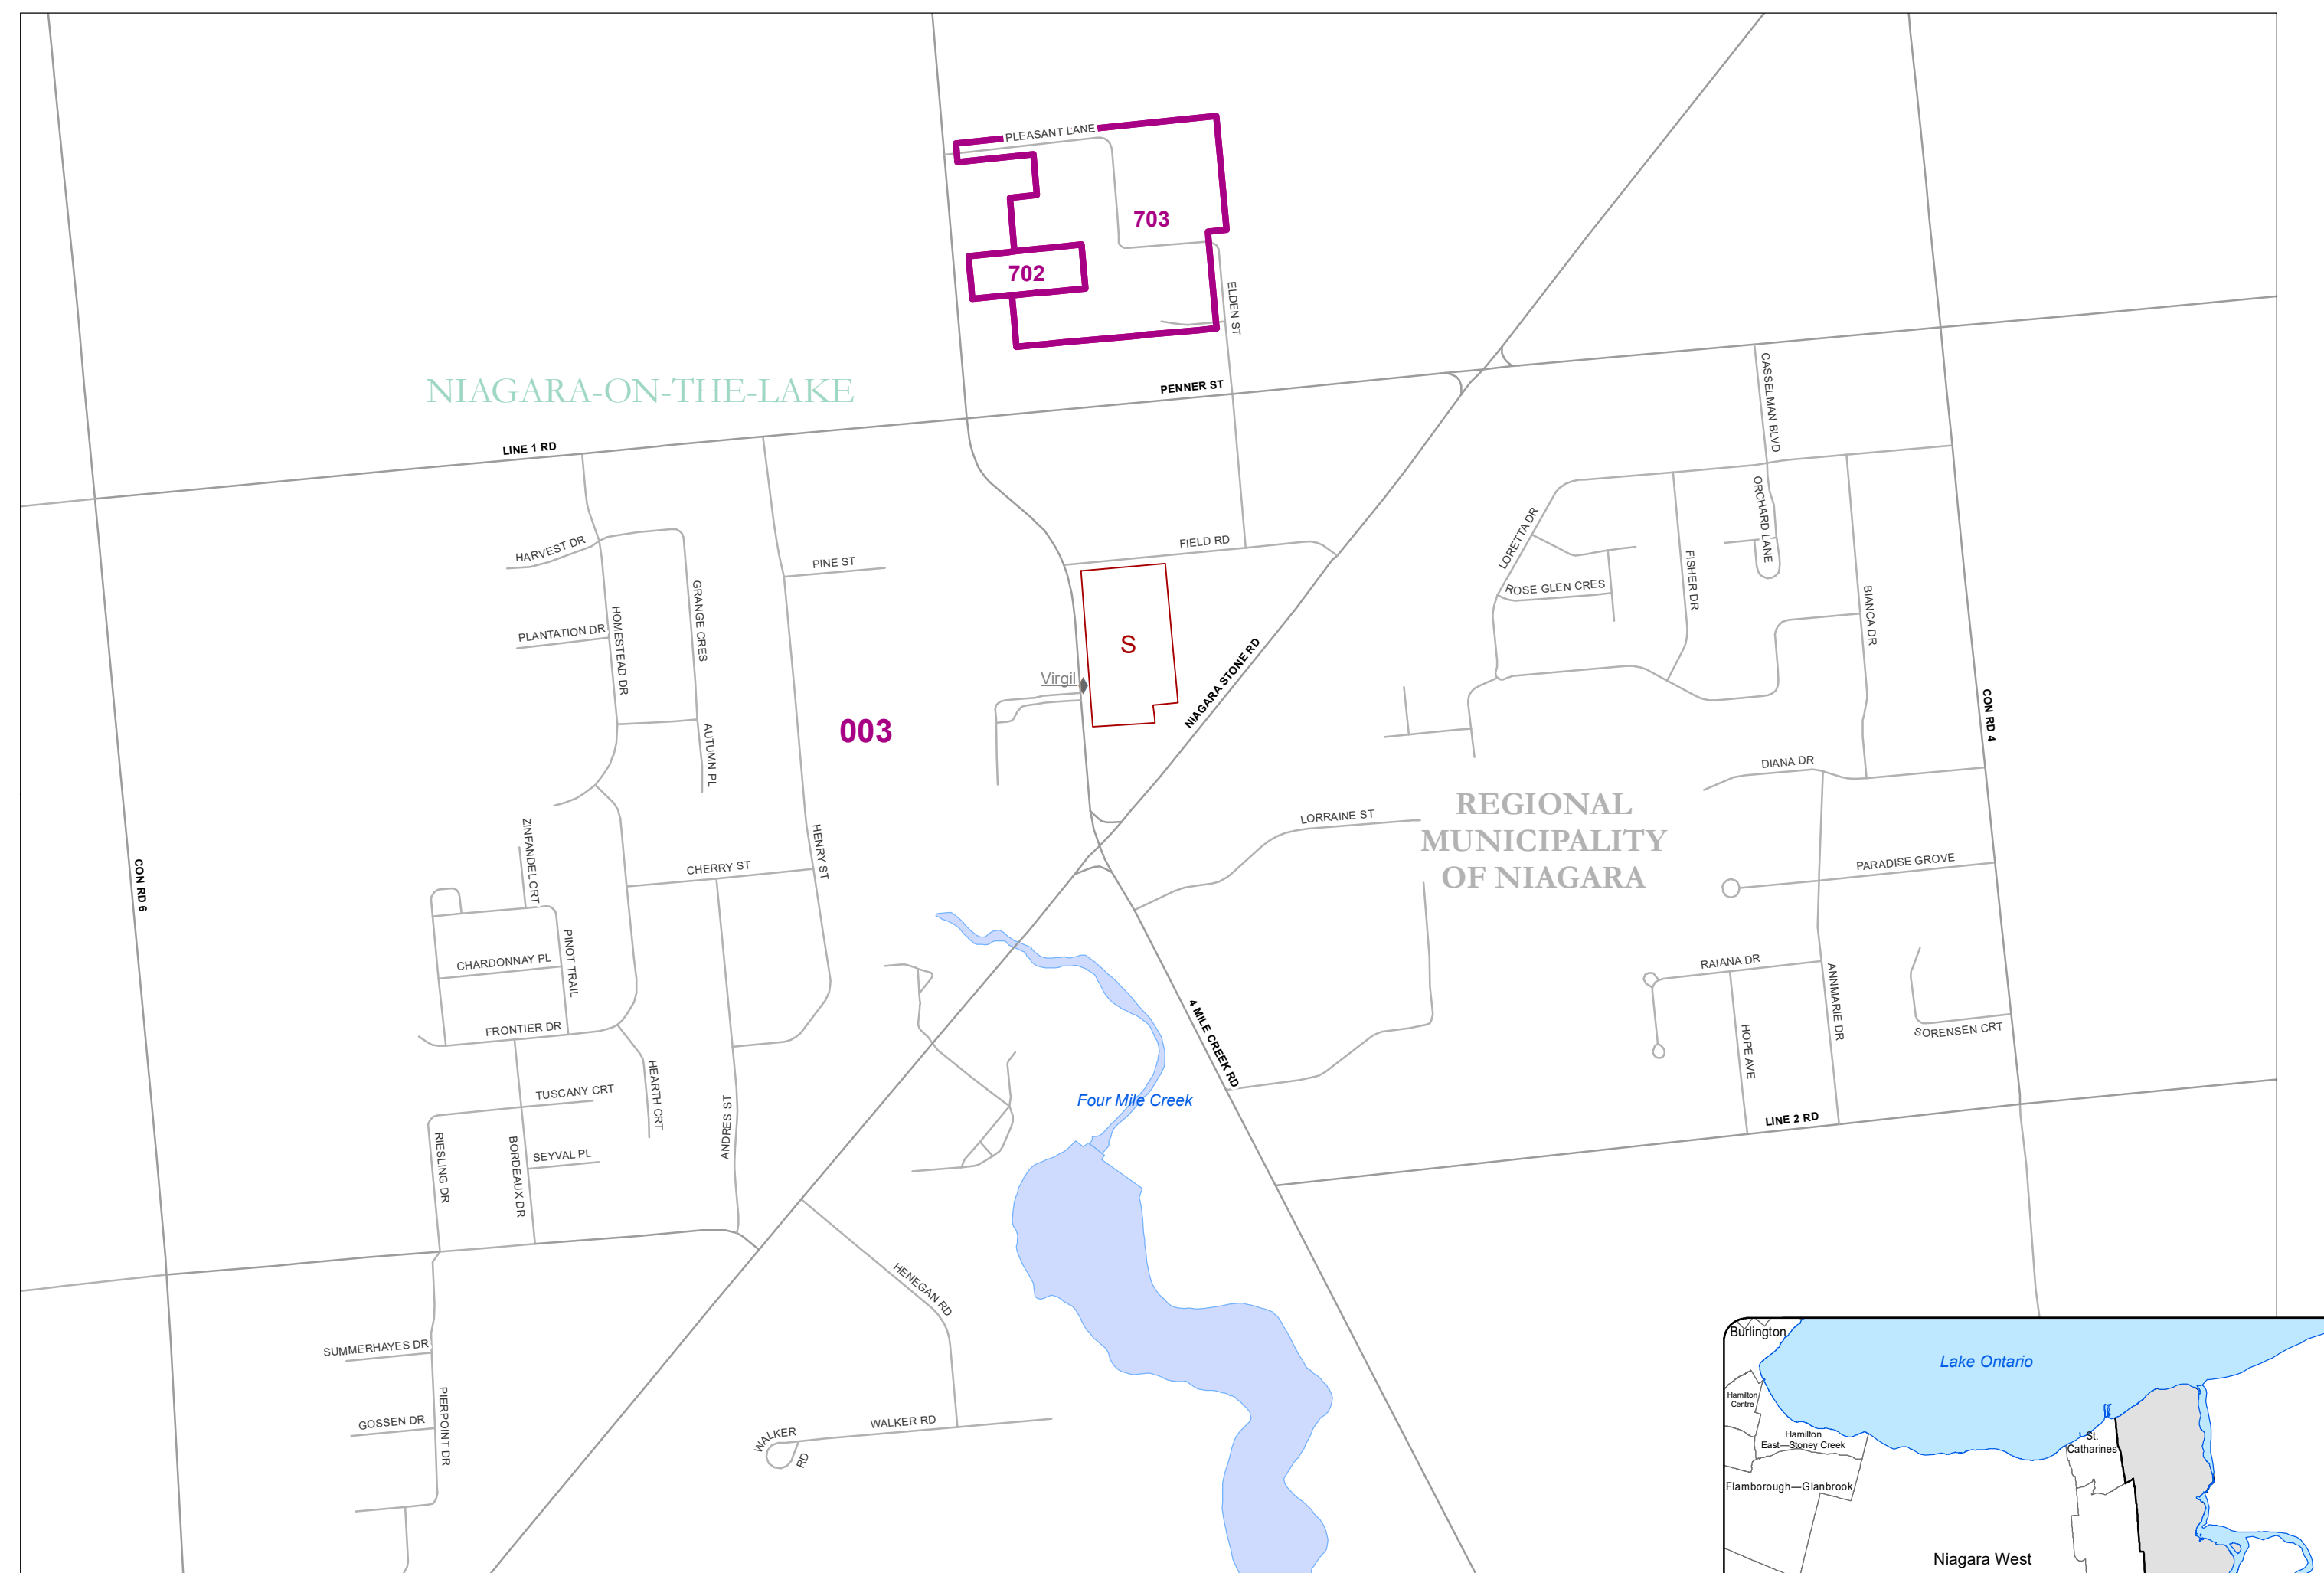 PLEASANT LANE
703
702
ELDEN ST
NIAGARA-ON-THE-LAKE
PENNER ST
LINE 1 RD
CASSELMAN BLVD
ORCHARD LANE
LORETTA DR
FIELD RD
HARVEST DR
PINE ST
GRANGE CRES
FISHER DR
ROSE GLEN CRES
BIANCA DR
HOMESTEAD DR
PLANTATION DR
S
Virgil
NIAGARA STONE RD
CON RD 4
003
AUTUMN PL
DIANA DR
REGIONAL
MUNICIPALITY
OF NIAGARA
LORRAINE ST
ZINFANDEL CRT
HENRY ST
CHERRY ST
PARADISE GROVE
CON RD 6
PINOT TRAIL
CHARDONNAY PL
RAIANA DR
ANNMARIE DR
FRONTIER DR
4 MILE CREEK RD
SORENSEN CRT
HOPE AVE
HEARTH CRT
TUSCANY CRT
Four Mile Creek
ANDRES ST
LINE 2 RD
RIESLING DR
BORDEAUX DR
SEYVAL PL
HENEGAN RD
SUMMERHAYES DR
PIERPOINT DR
GOSSEN DR
WALKER RD
WALKER
RD
Burlington
Lake Ontario
Hamilton
Centre
Hamilton
East—Stoney Creek
St.
Catharines
Flamborough—Glanbrook
Niagara West